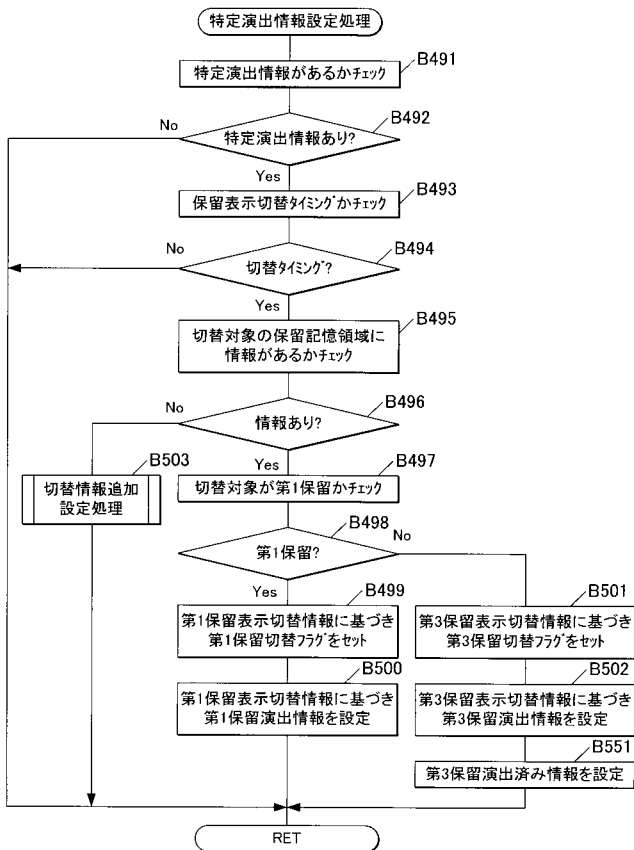 特定演出情報設定処理
B491
特定演出情報があるかチェック
B492
No
特定演出情報あり?
Yes
B493
保留表示切替タイミングかチェック
B494
No
切替タイミング?
Yes
B495
切替対象の保留記憶領域に
情報があるかチェック
B496
No
情報あり?
B503
Yes
B497
切替情報追加
設定処理
切替対象が第1保留かチェック
B498
No
第1保留?
Yes
B499
B501
第1保留表示切替情報に基づき
第1保留切替フラグをセット
第3保留表示切替情報に基づき
第3保留切替フラグをセット
B500
B502
第1保留表示切替情報に基づき
第1保留演出情報を設定
第3保留表示切替情報に基づき
第3保留演出情報を設定
B551
第3保留演出済み情報を設定
RET